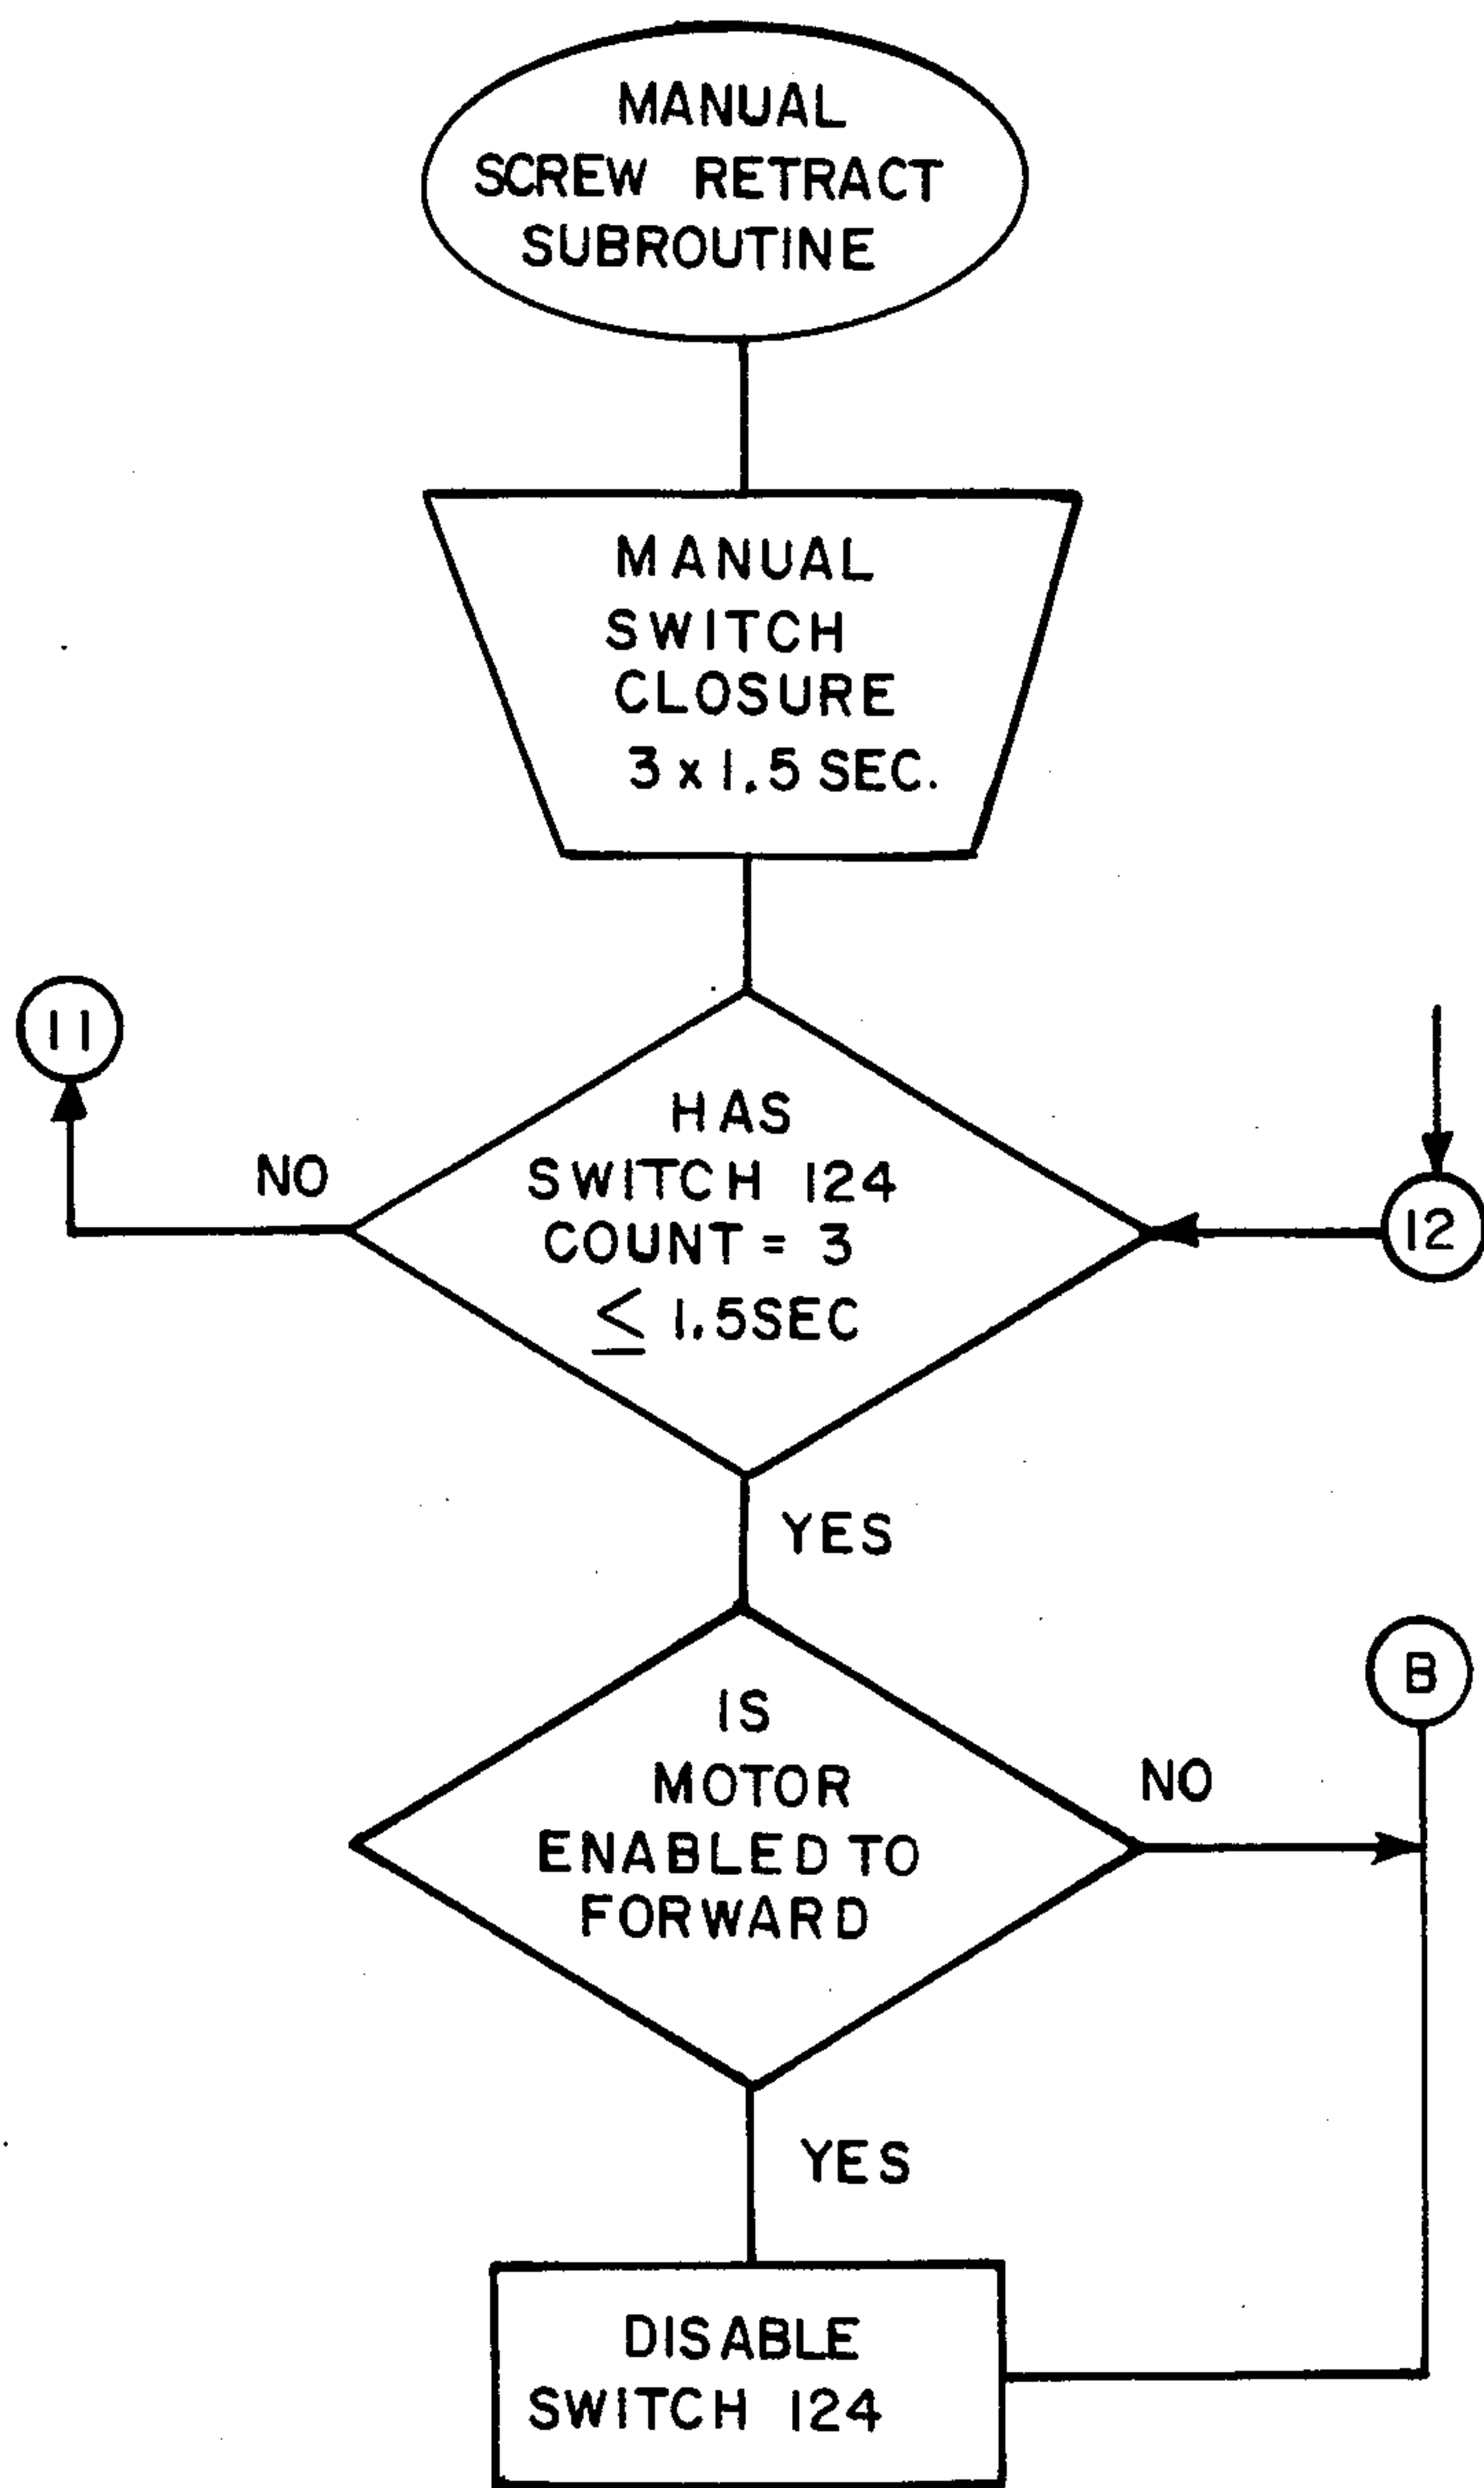 MANUAL
SCREW RETRACT
SUBROUTINE
MANUAL
SWITCH
CLOSURE
3 x 1.5 SEC.
11
NO
HAS
SWITCH 124
COUNT = 3
≤ 1.5SEC
12
YES
IS
MOTOR
ENABLED TO
FORWARD
NO
B
YES
DISABLE
SWITCH 124